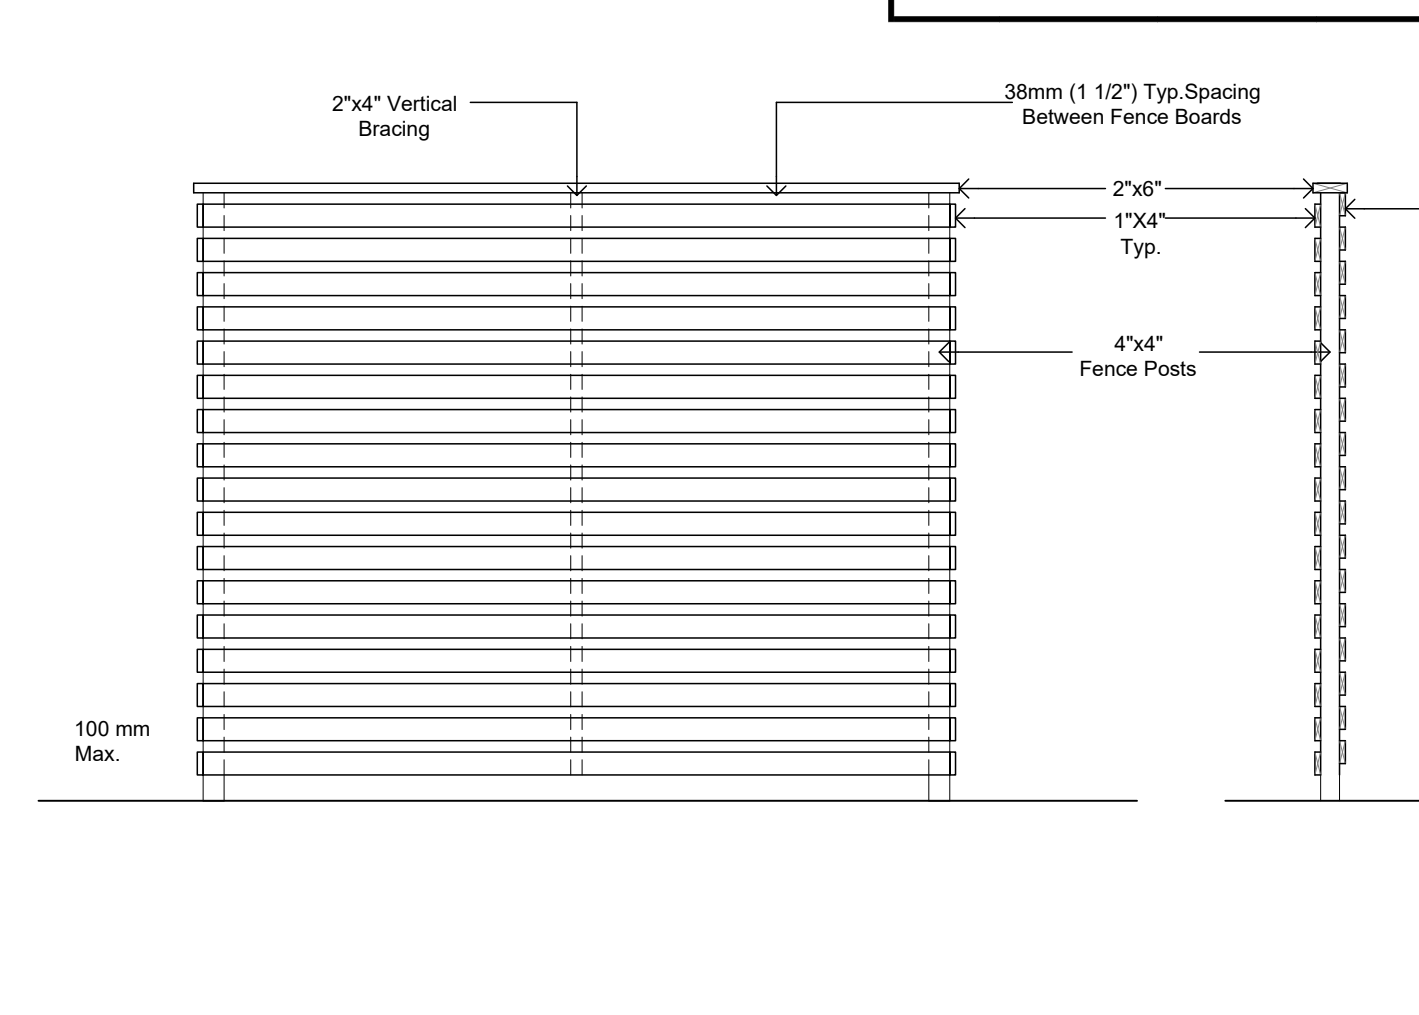 2"x4" Vertical
Bracing
38mm (1 1/2") Typ.Spacing
Between Fence Boards
2"x6"
1"X4"
Typ.
4"x4"
Fence Posts
100 mm
Max.